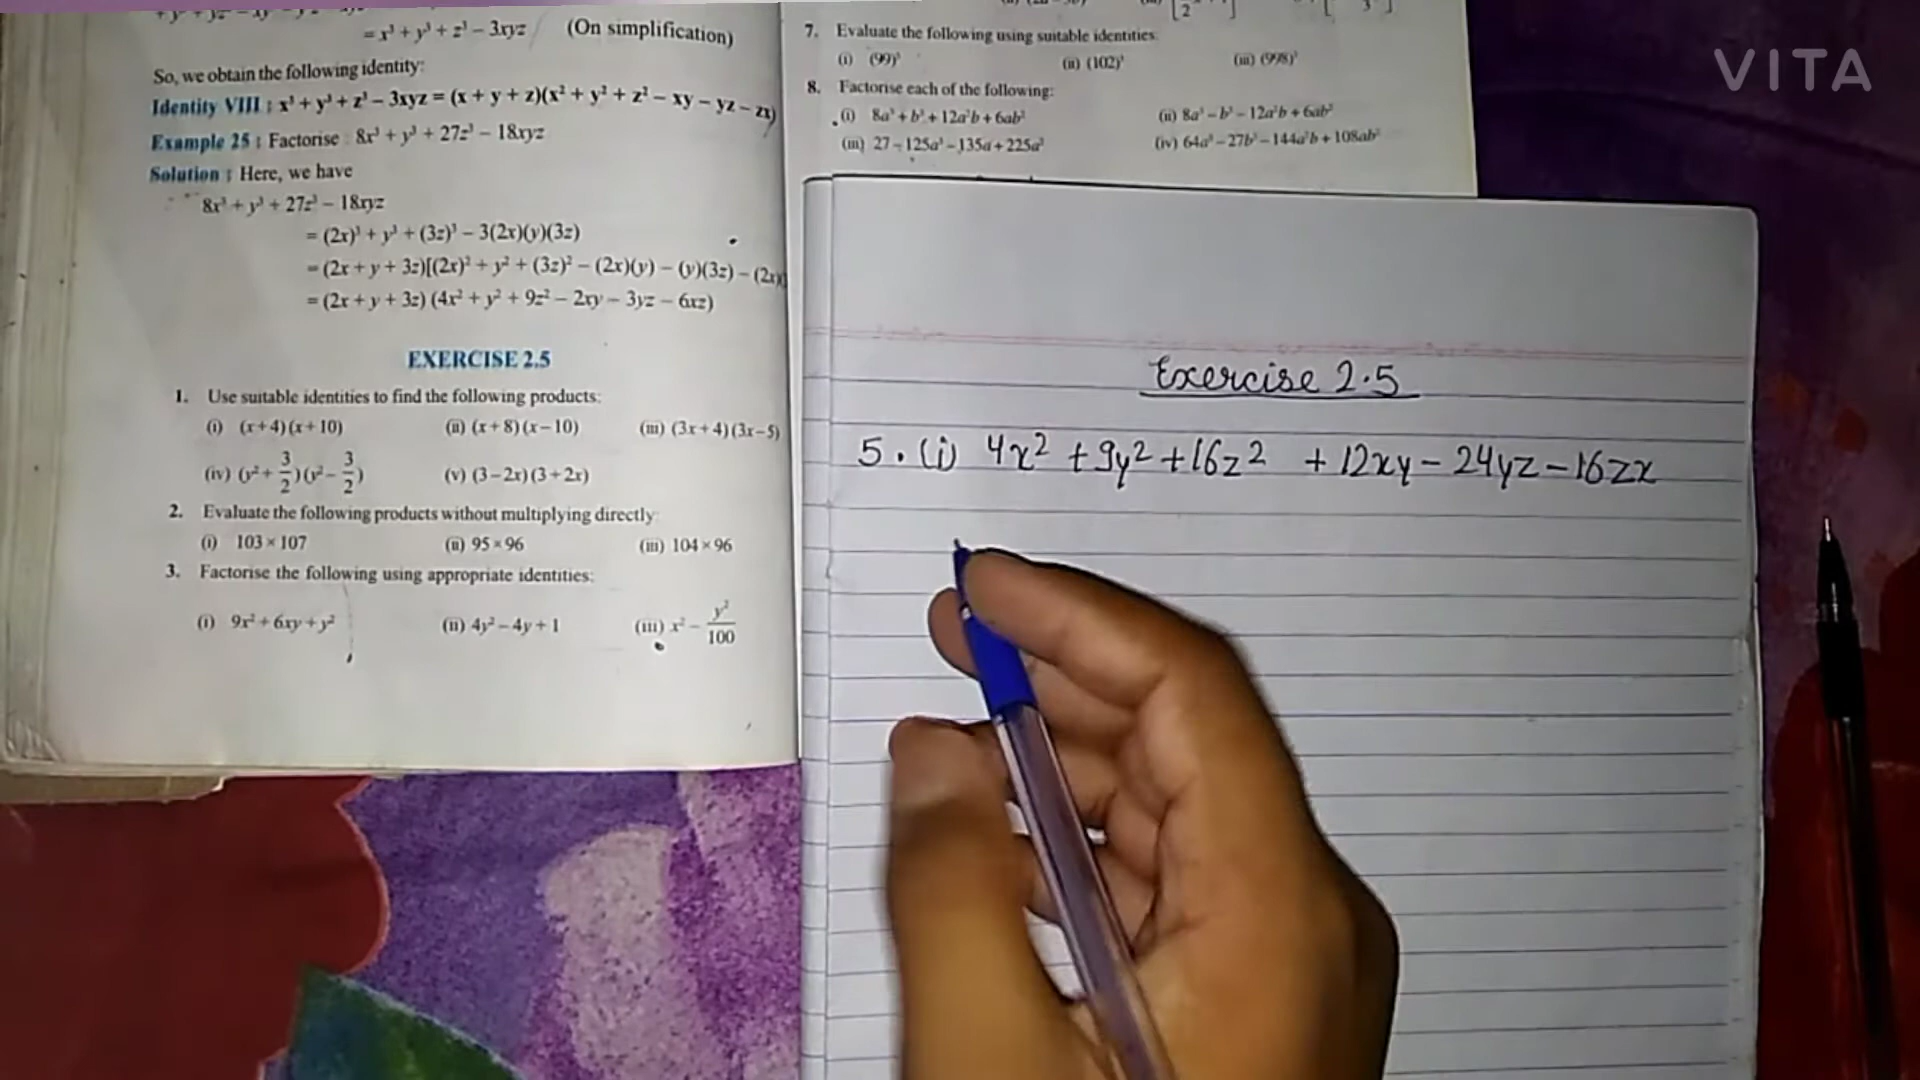 = x³ + y³ + z³ – 3xyz (On simplification)
So, we obtain the following identity:
Identity VIII : x³ + y³ + z³ – 3xyz = (x + y + z)(x² + y² + z² – xy – yz – zx)
Example 25 : Factorise : 8x³ + y³ + 27z³ – 18xyz
Solution : Here, we have
8x³ + y³ + 27z³ – 18xyz
= (2x)³ + y³ + (3z)³ – 3(2x)(y)(3z)
= (2x + y + 3z)[(2x)² + y² + (3z)² – (2x)(y) – (y)(3z) – (2x)
= (2x + y + 3z) (4x² + y² + 9z² – 2xy – 3yz – 6xz)
EXERCISE 2.5
1. Use suitable identities to find the following products:
(i) (x + 4) (x + 10) (ii) (x + 8) (x – 10) (iii) (3x + 4) (3x – 5)
(iv) (y² + 3/2) (y² – 3/2) (v) (3 – 2x) (3 + 2x)
2. Evaluate the following products without multiplying directly:
(i) 103 × 107 (ii) 95 × 96 (iii) 104 × 96
3. Factorise the following using appropriate identities:
(i) 9x² + 6xy + y² (ii) 4y² – 4y + 1 (iii) x² – y²/100
7. Evaluate the following using suitable identities:
(i) (99)³ (ii) (102)³ (iii) (998)³
8. Factorise each of the following:
(i) 8a³ + b³ + 12a²b + 6ab² (ii) 8a³ – b³ – 12a²b + 6ab²
(iii) 27 – 125a³ – 135a + 225a² (iv) 64a³ – 27b³ – 144a²b + 108ab²
Exercise 2.5
5. (i) 4x² + 9y² + 16z² + 12xy – 24yz – 16zx
VITA